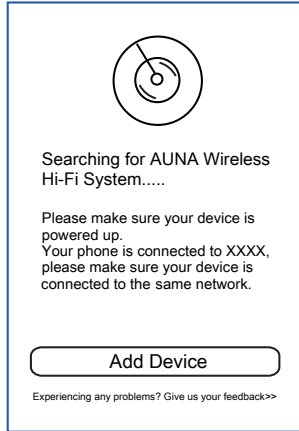 Searching for AUNA Wireless
Hi-Fi System.....
Please make sure your device is
powered up.
Your phone is connected to XXXX,
please make sure your device is
connected to the same network.
Add Device
Experiencing any problems? Give us your feedback>>